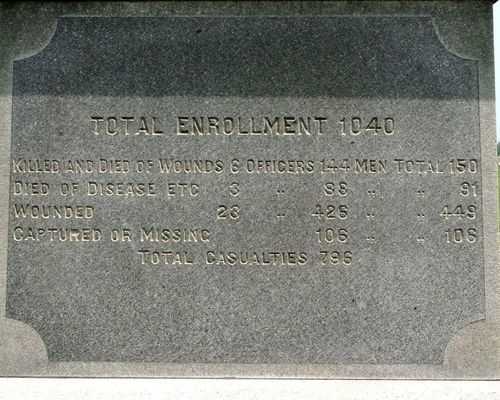 TOTAL ENROLLMENT 1040
KILLED AND DIED OF WOUNDS 6 OFFICERS 144 MEN TOTAL 150
DIED OF DISEASE ETC 3 " 88 " " 91
WOUNDED 23 " 426 " " 449
CAPTURED OR MISSING 106 " " 106
TOTAL CASUALTIES 796